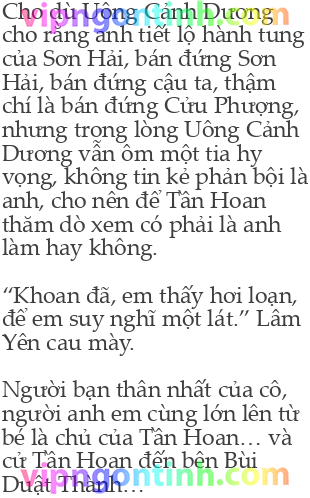 Cho dù Uông Cảnh Dương
cho rằng anh tiết lộ hành tung
của Sơn Hải, bán đứng Sơn
Hải, bán đứng cậu ta, thậm
chí là bán đứng Cửu Phượng,
nhưng trong lòng Uông Cảnh
Dương vẫn ôm một tia hy
vọng, không tin kẻ phản bội là
anh, cho nên để Tần Hoan
thăm dò xem có phải là anh
làm hay không.
“Khoan đã, em thấy hơi loạn,
để em suy nghĩ một lát.” Lâm
Yên cau mày.
Người bạn thân nhất của cô,
người anh em cùng lớn lên từ
bé là chủ của Tần Hoan… và
cử Tần Hoan đến bên Bùi
Duật Thành…
vipngontinh.com
vipngontinh.com